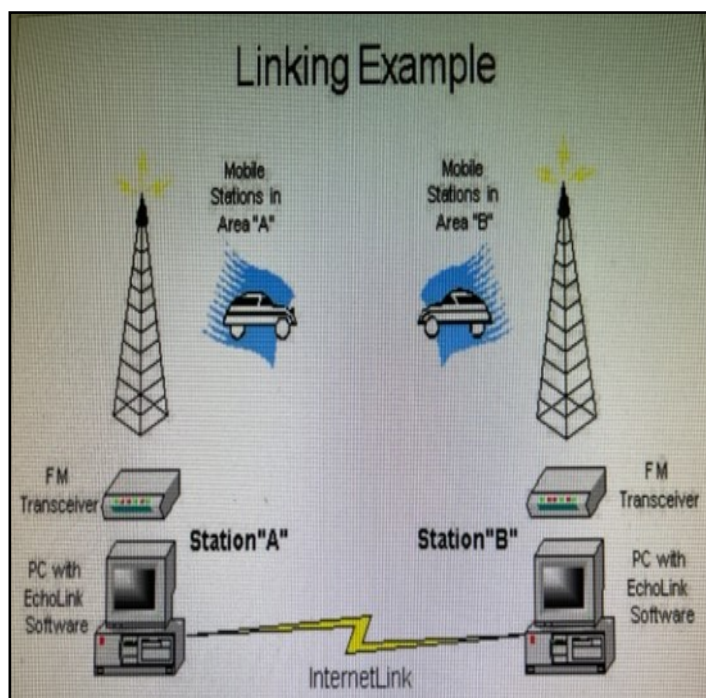 Linking Example
Mobile
Stations in
Area "A"
Mobile
Stations in
Area "B"
FM
Transceiver
FM
Transceiver
Station"A"
Station"B"
PC with
EchoLink
Software
PC with
EchoLink
Software
InternetLink